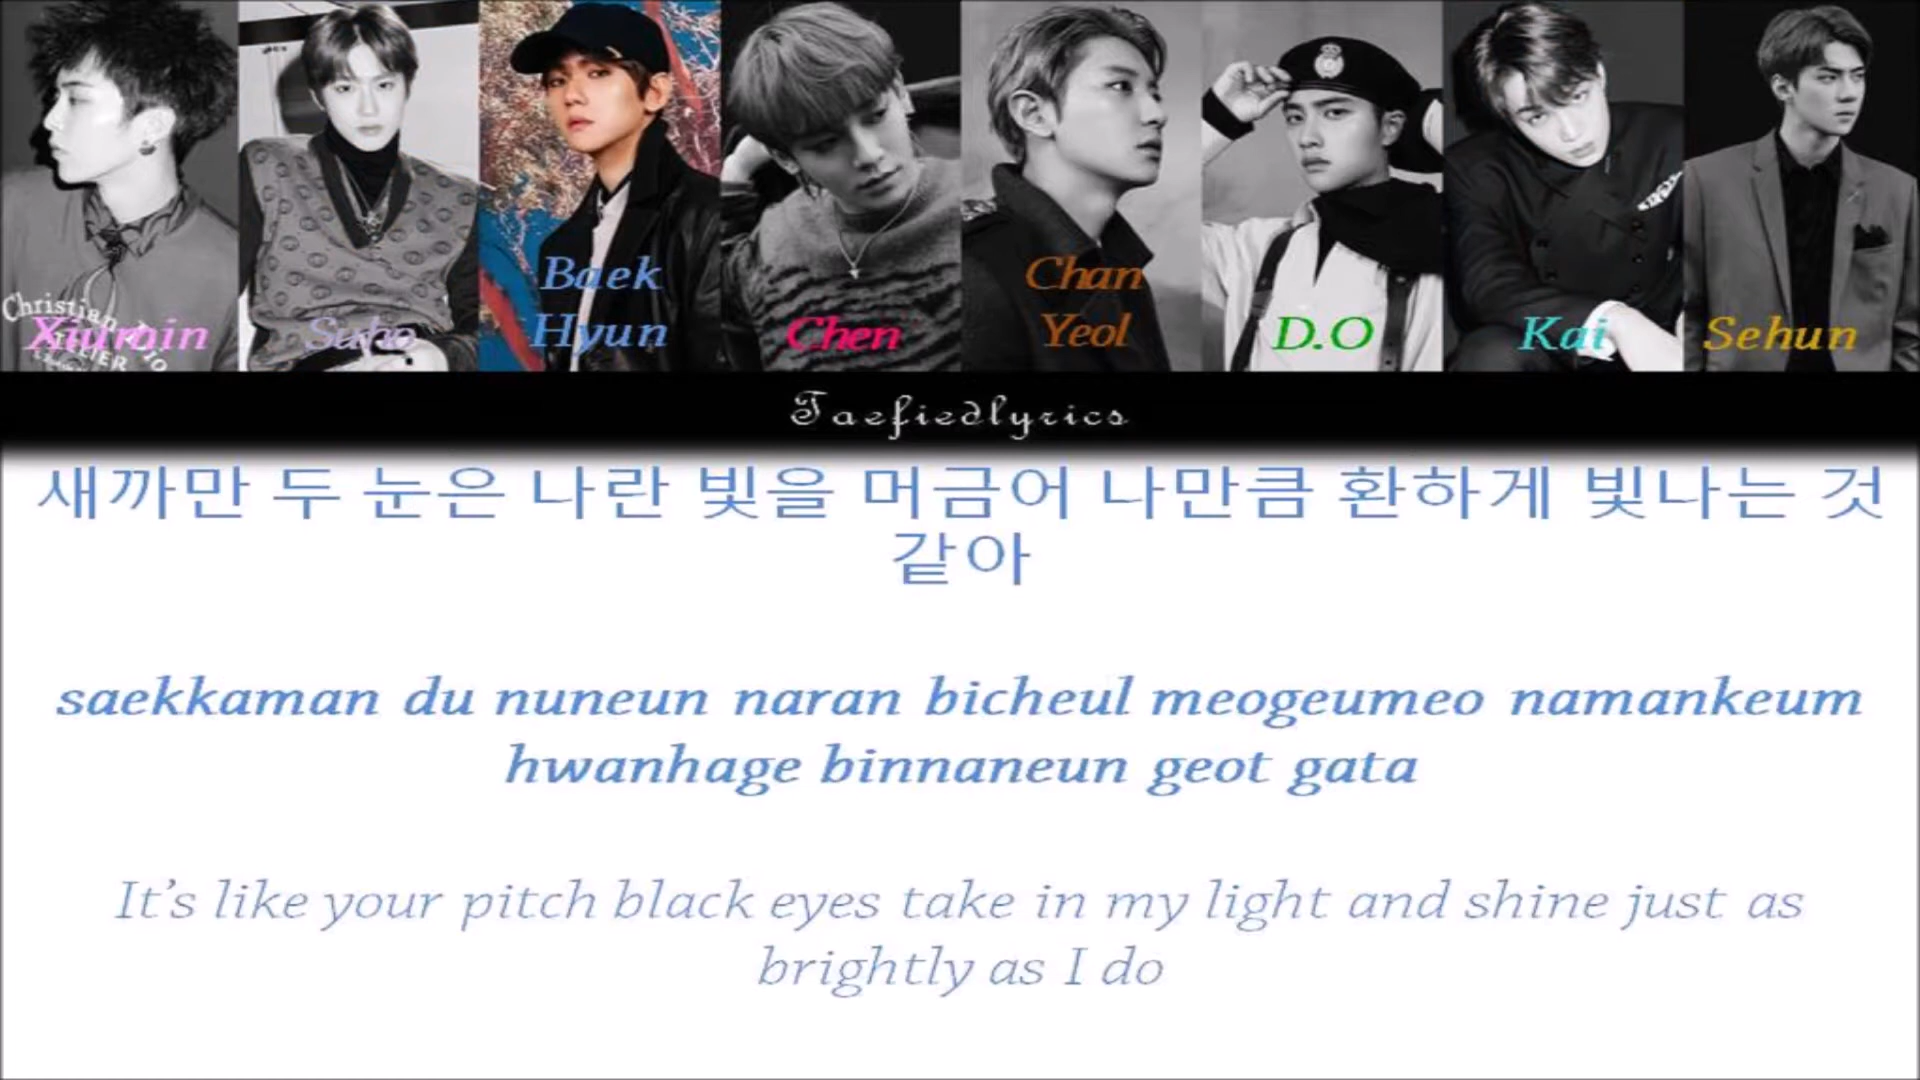 Christian
ATELIER
Xiumin
Suho
Baek
Hyun
Chen
Chan
Yeol
D.O
Kai
Sehun
Taefiedlyrics
새까만 두 눈은 나란 빛을 머금어 나만큼 환하게 빛나는 것
같아
saekkaman du nuneun naran bicheul meogeumeo namankeum
hwanhage binnaneun geot gata
It's like your pitch black eyes take in my light and shine just as
brightly as I do